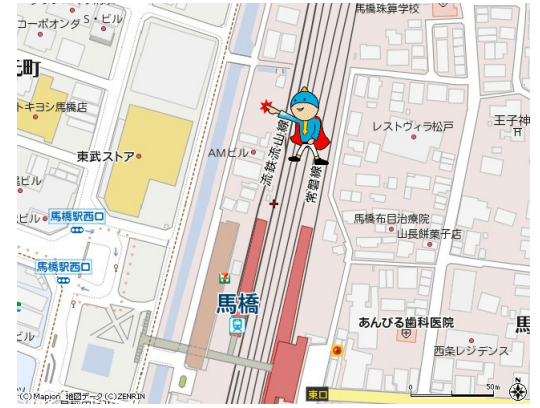 馬橋珠算学校
コーポオンダ
S・ビル
元町
トキヨシ馬橋店
レストヴィラ松戸
王子神
東武ストア
AMビル
流鉄流山線
常磐線
ビル
ビル
馬橋駅西口
馬橋布目治療院
山長餅菓子店
馬橋駅西口
馬橋
あんびる歯科医院
馬
西条レジデンス
東口
0 50m
(C)Mapion 地図データ(C)ZENRIN